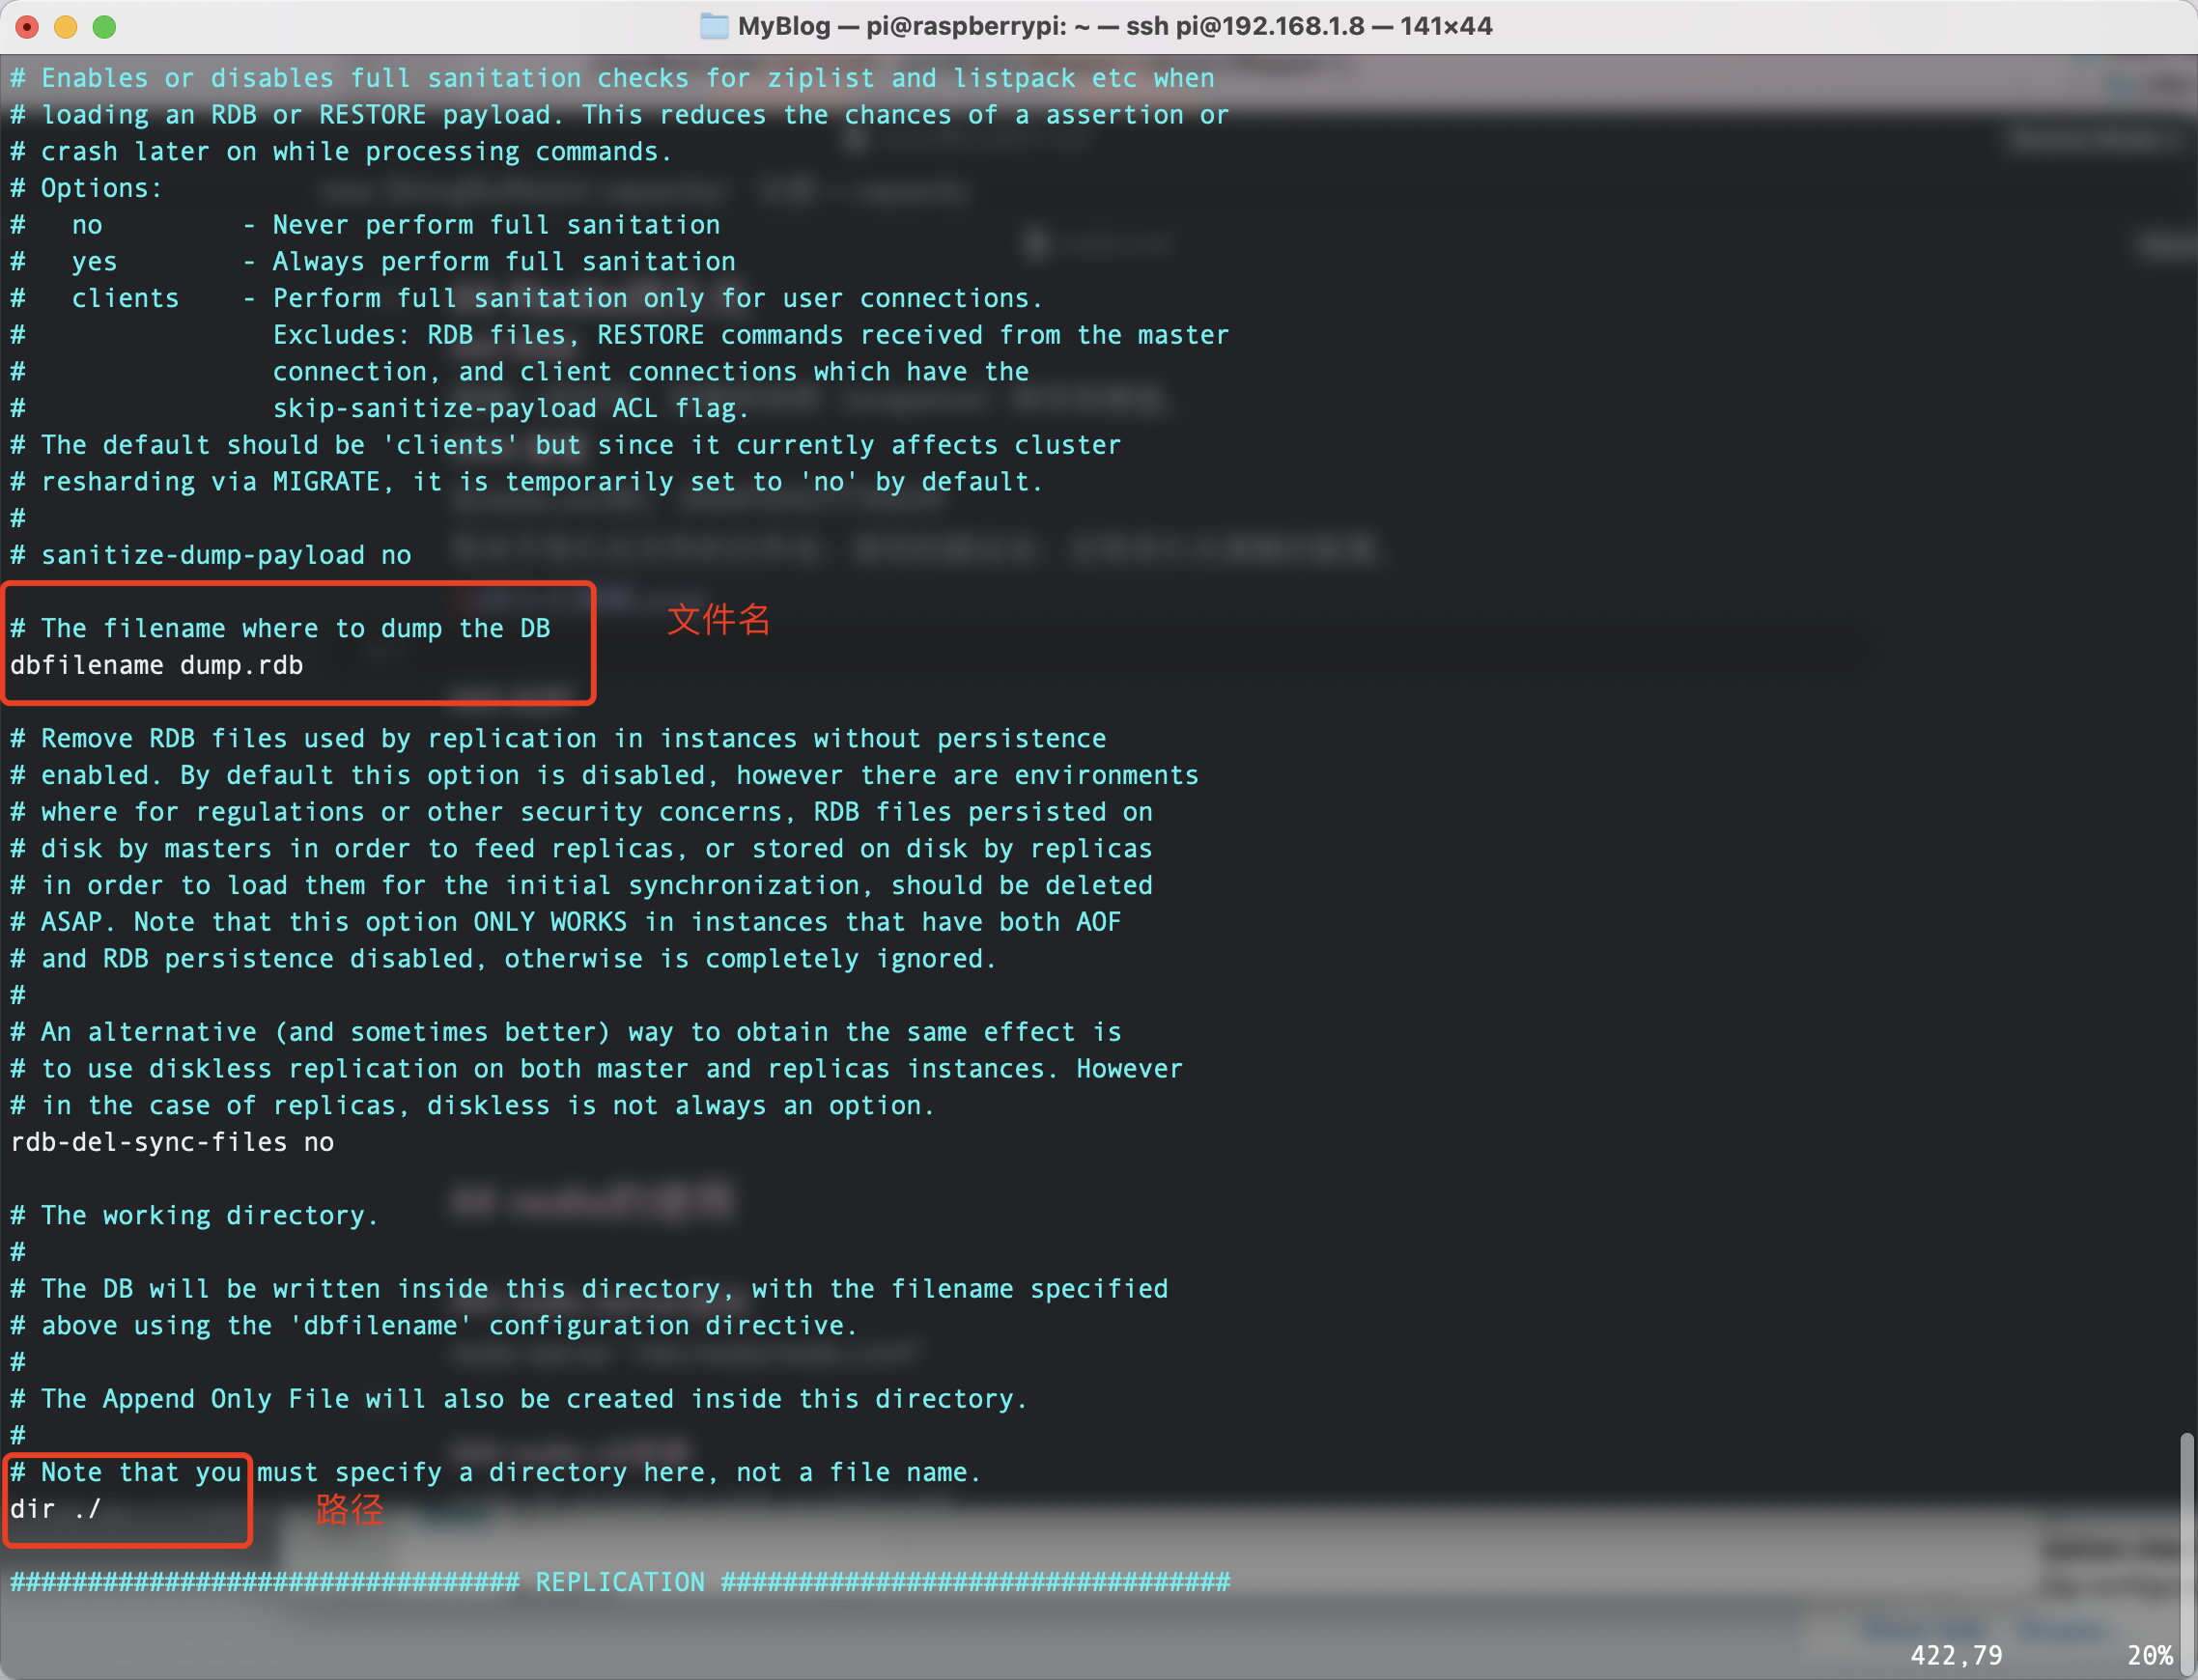 MyBlog — pi@raspberrypi: ~ — ssh pi@192.168.1.8 — 141×44
# Enables or disables full sanitation checks for ziplist and listpack etc when
# loading an RDB or RESTORE payload. This reduces the chances of a assertion or
# crash later on while processing commands.
# Options:
#   no         - Never perform full sanitation
#   yes        - Always perform full sanitation
#   clients    - Perform full sanitation only for user connections.
#                Excludes: RDB files, RESTORE commands received from the master
#                connection, and client connections which have the
#                skip-sanitize-payload ACL flag.
# The default should be 'clients' but since it currently affects cluster
# resharding via MIGRATE, it is temporarily set to 'no' by default.
#
# sanitize-dump-payload no
文件名
# The filename where to dump the DB
dbfilename dump.rdb
# Remove RDB files used by replication in instances without persistence
# enabled. By default this option is disabled, however there are environments
# where for regulations or other security concerns, RDB files persisted on
# disk by masters in order to feed replicas, or stored on disk by replicas
# in order to load them for the initial synchronization, should be deleted
# ASAP. Note that this option ONLY WORKS in instances that have both AOF
# and RDB persistence disabled, otherwise is completely ignored.
#
# An alternative (and sometimes better) way to obtain the same effect is
# to use diskless replication on both master and replicas instances. However
# in the case of replicas, diskless is not always an option.
rdb-del-sync-files no
# The working directory.
#
# The DB will be written inside this directory, with the filename specified
# above using the 'dbfilename' configuration directive.
#
# The Append Only File will also be created inside this directory.
#
# Note that you must specify a directory here, not a file name.
dir ./ 路径
################################# REPLICATION #################################
422,79 20%